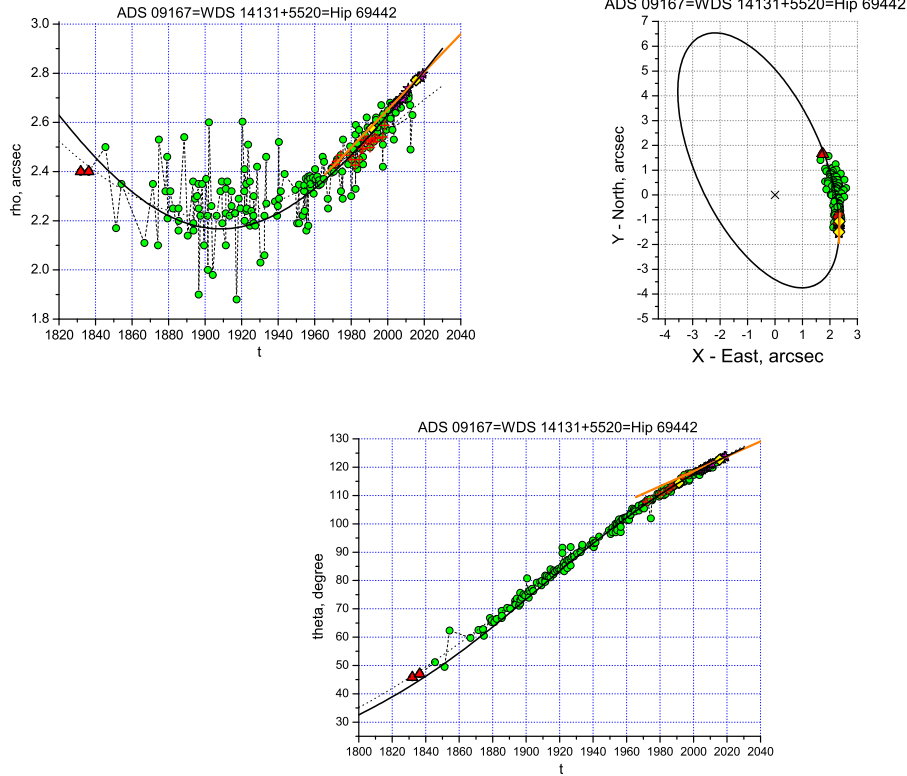 ADS 09167=WDS 14131+5520=Hip 69442
3.0
2.8
2.6
2.4
2.2
2.0
1.8
rho, arcsec
1820 1840 1860 1880 1900 1920 1940 1960 1980 2000 2020 2040
t
ADS 09167=WDS 14131+5520=Hip 69442
7
6
5
4
3
2
1
0
-1
-2
-3
-4
-5
Y - North, arcsec
-4 -3 -2 -1 0 1 2 3
X - East, arcsec
ADS 09167=WDS 14131+5520=Hip 69442
130
120
110
100
90
80
70
60
50
40
30
theta, degree
1800 1820 1840 1860 1880 1900 1920 1940 1960 1980 2000 2020 2040
t